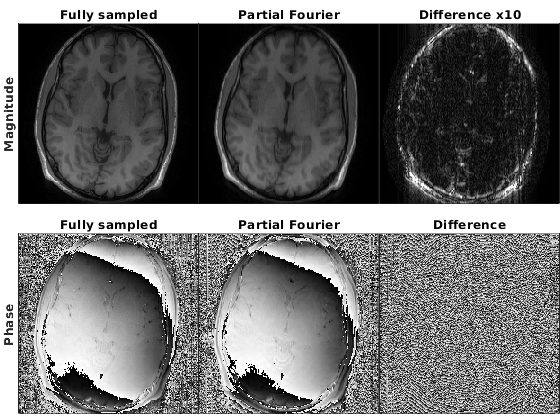 Fully sampled Partial Fourier Difference x10
Magnitude
Fully sampled Partial Fourier Difference
Phase